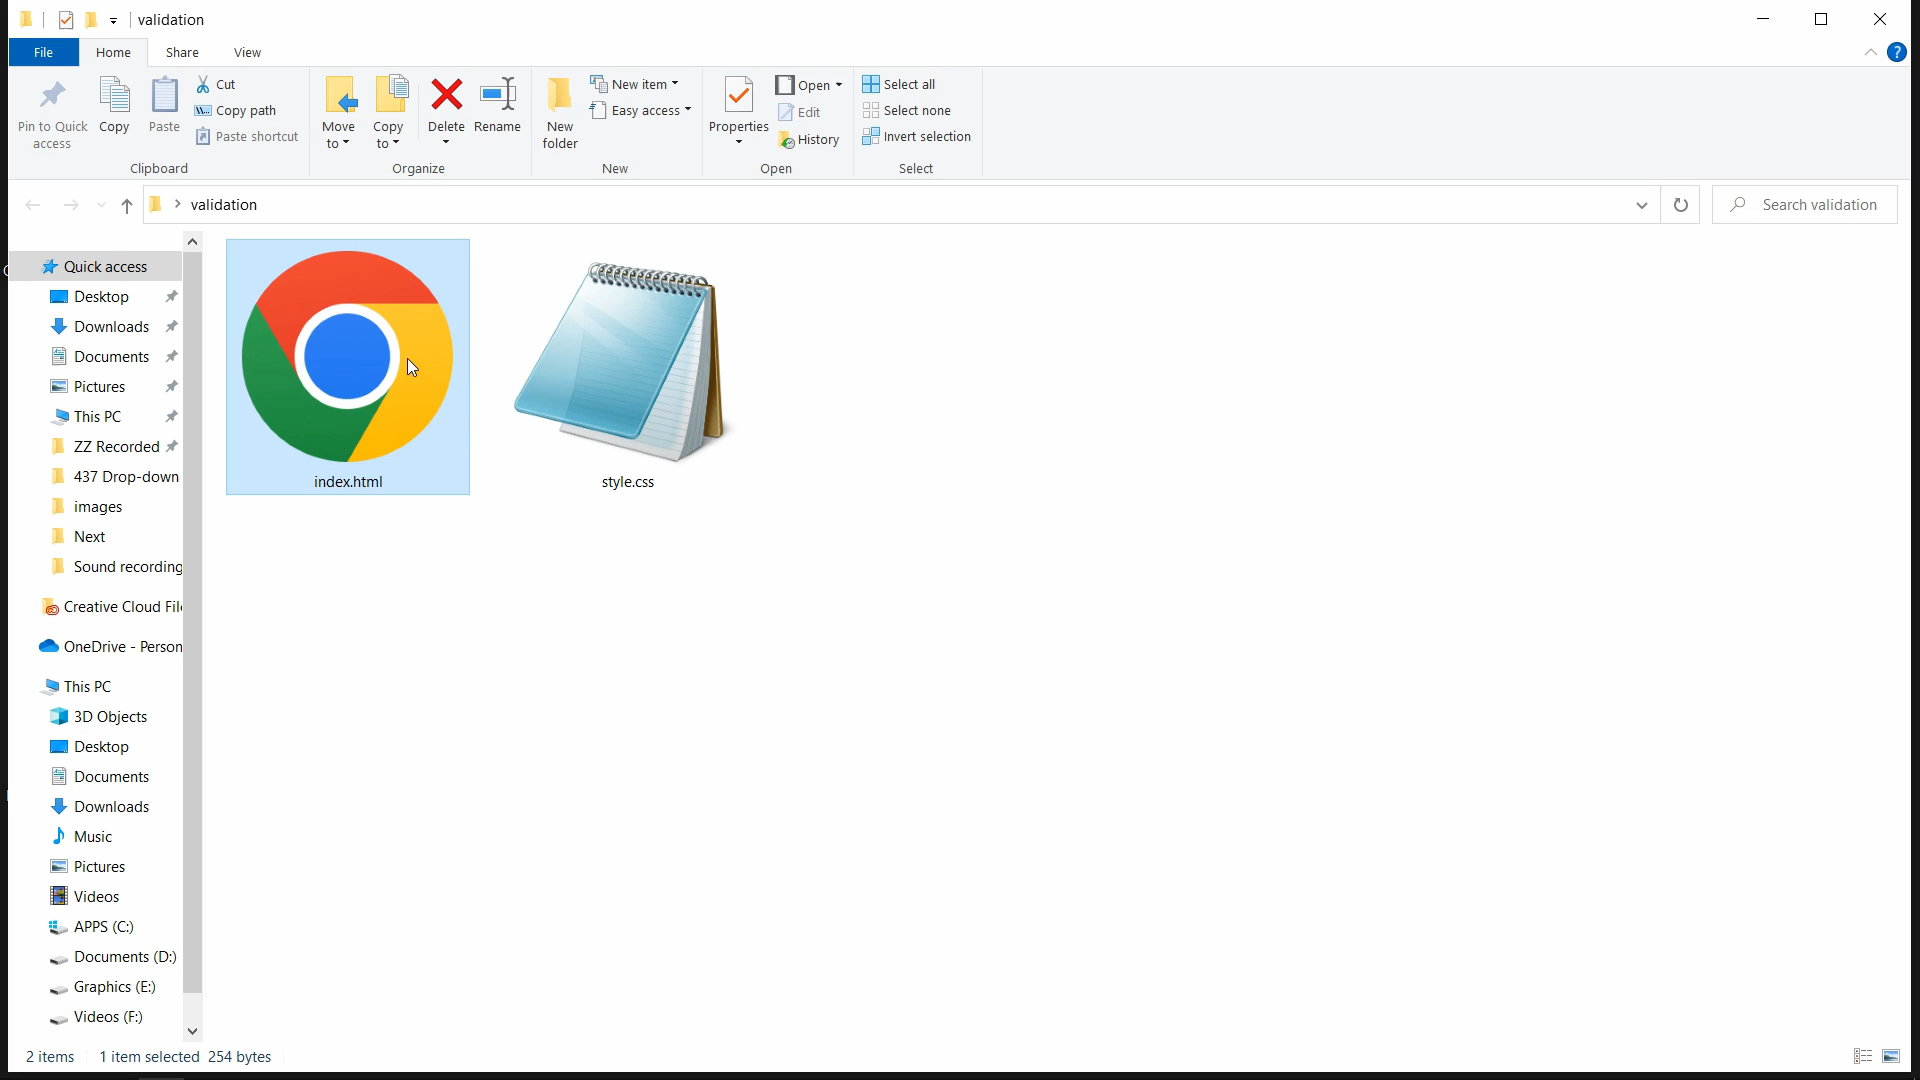 validation
File Home Share View
Pin to Quick access
Copy
Paste
Cut
Copy path
Paste shortcut
Clipboard
Move to
Copy to
Delete
Rename
Organize
New folder
New item
Easy access
New
Properties
Open
Edit
History
Open
Select all
Select none
Invert selection
Select
validation
Search validation
Quick access
Desktop
Downloads
Documents
Pictures
This PC
ZZ Recorded
437 Drop-down
images
Next
Sound recording
Creative Cloud Fil
OneDrive - Person
This PC
3D Objects
Desktop
Documents
Downloads
Music
Pictures
Videos
APPS (C:)
Documents (D:)
Graphics (E:)
Videos (F:)
index.html
style.css
2 items 1 item selected 254 bytes